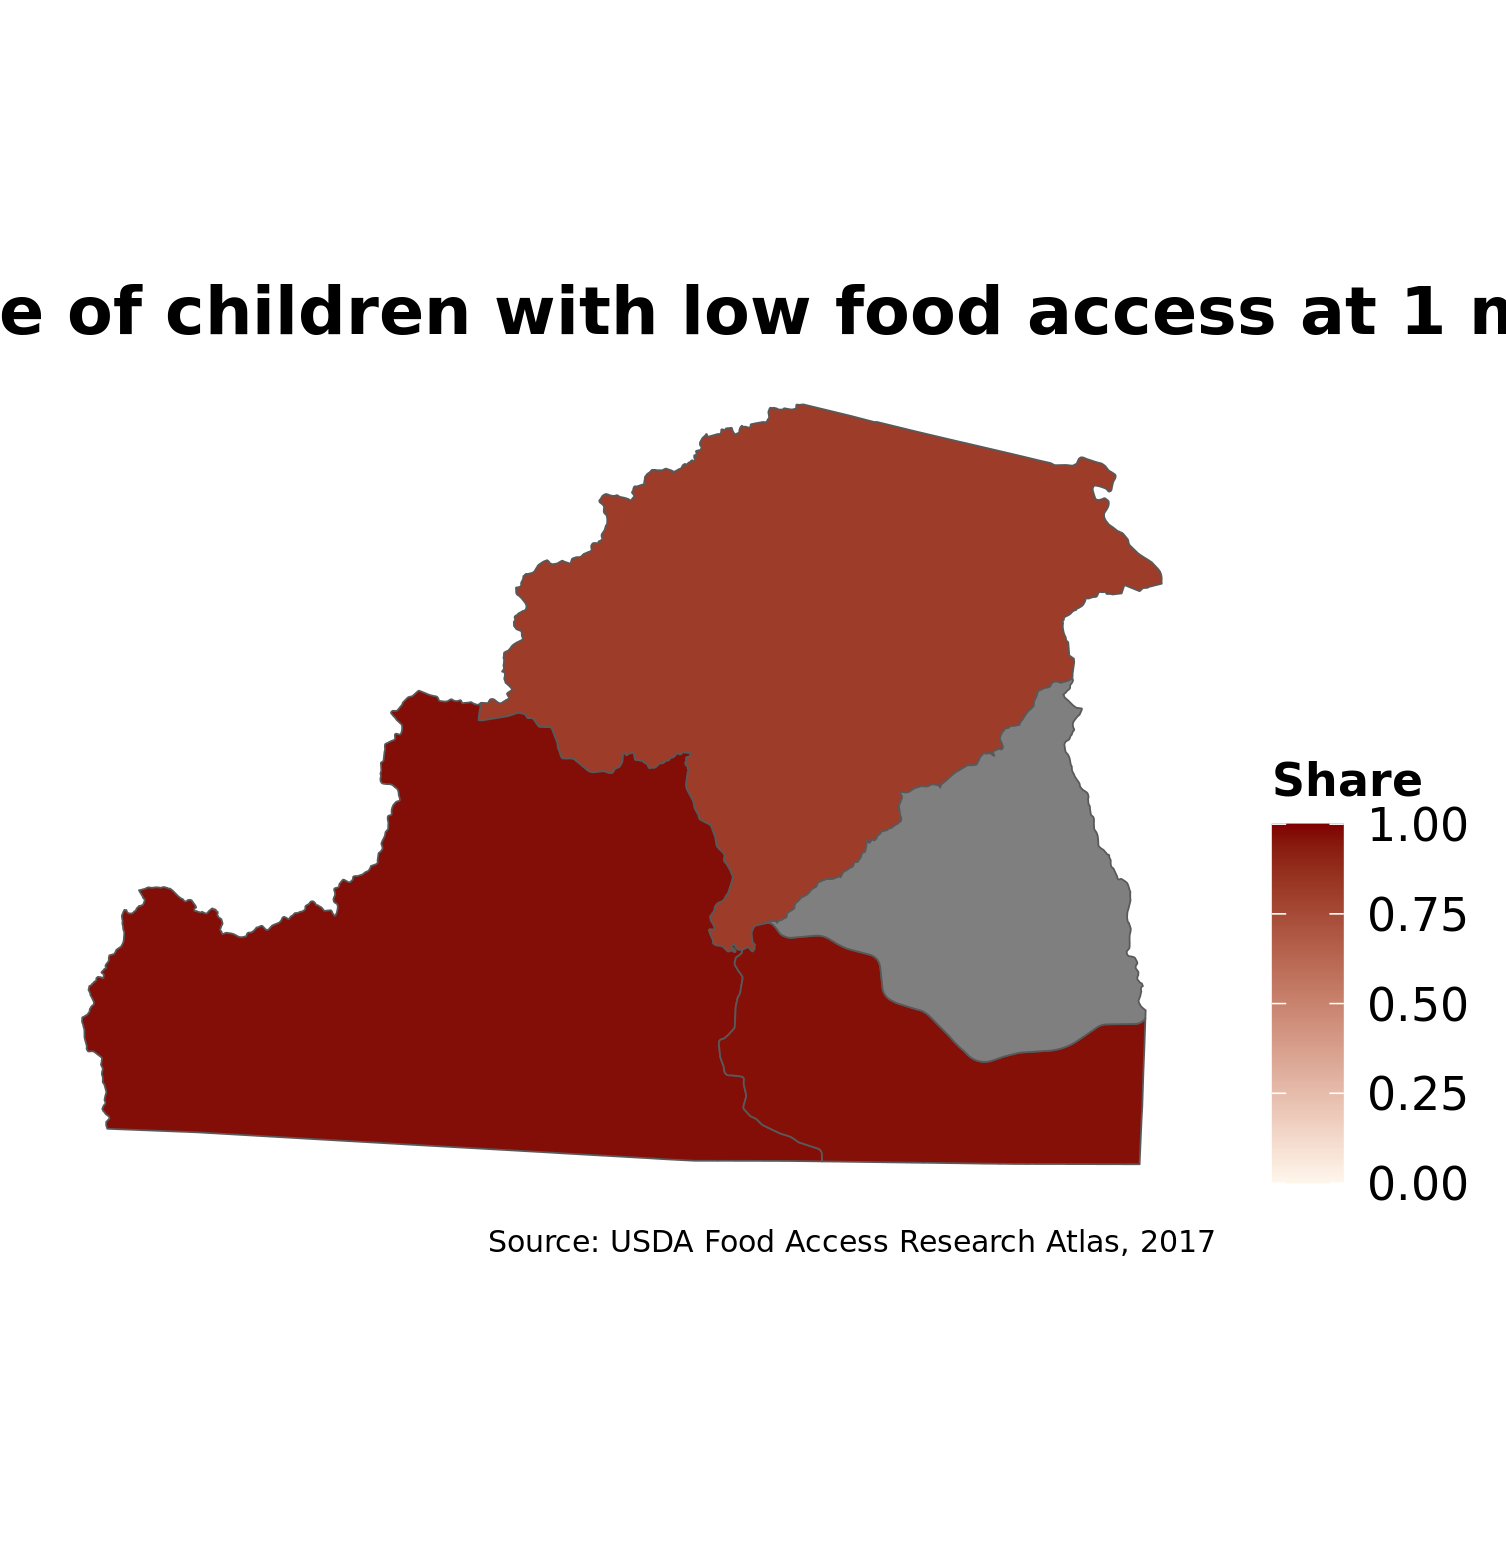 e of children with low food access at 1 m
Share
1.00
0.75
0.50
0.25
0.00
Source: USDA Food Access Research Atlas, 2017